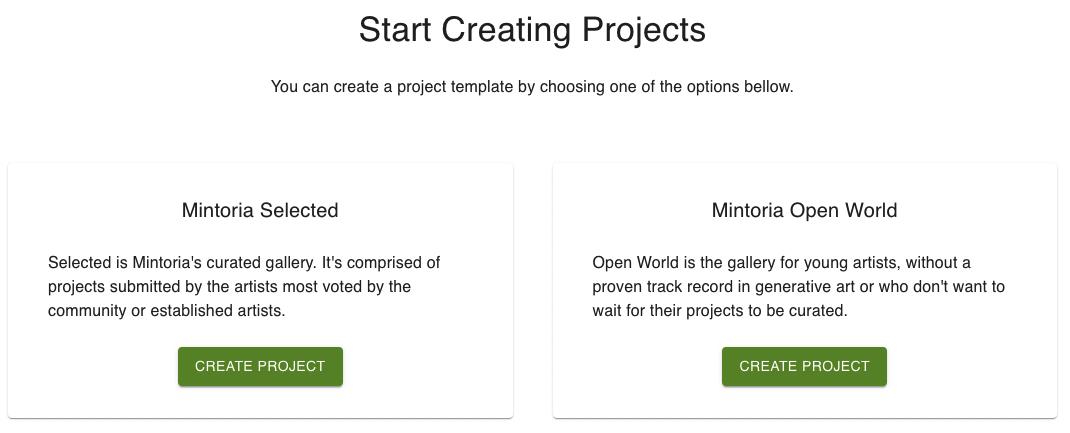 Start Creating Projects
You can create a project template by choosing one of the options bellow.
Mintoria Selected
Selected is Mintoria's curated gallery. It's comprised of
projects submitted by the artists most voted by the
community or established artists.
CREATE PROJECT
Mintoria Open World
Open World is the gallery for young artists, without a
proven track record in generative art or who don't want to
wait for their projects to be curated.
CREATE PROJECT